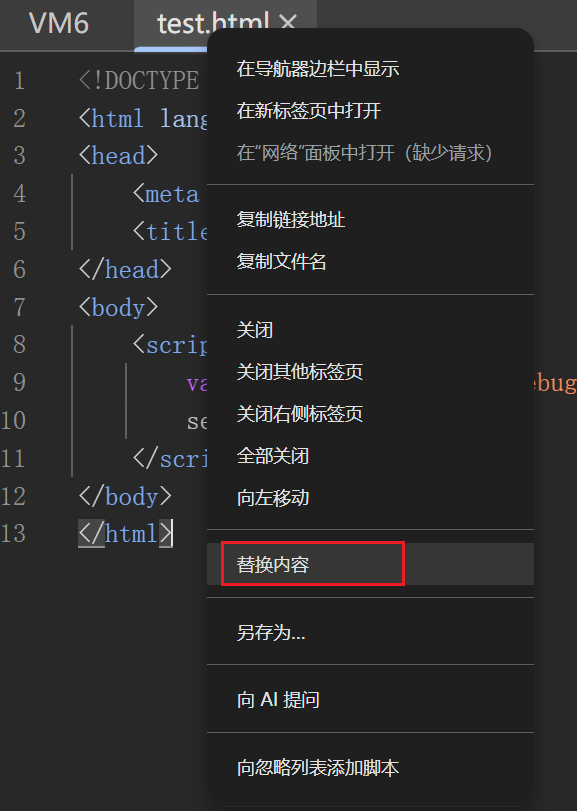 VM6
test.html ×
1 <!DOCTYPE
2 <html lang
3 <head>
4 <meta
5 <title
6 </head>
7 <body>
8 <scrip
9 va ebug
10 se
11 </scri
12 </body>
13 </html>
在导航器边栏中显示
在新标签页中打开
在“网络”面板中打开（缺少请求）
复制链接地址
复制文件名
关闭
关闭其他标签页
关闭右侧标签页
全部关闭
向左移动
替换内容
另存为...
向 AI 提问
向忽略列表添加脚本